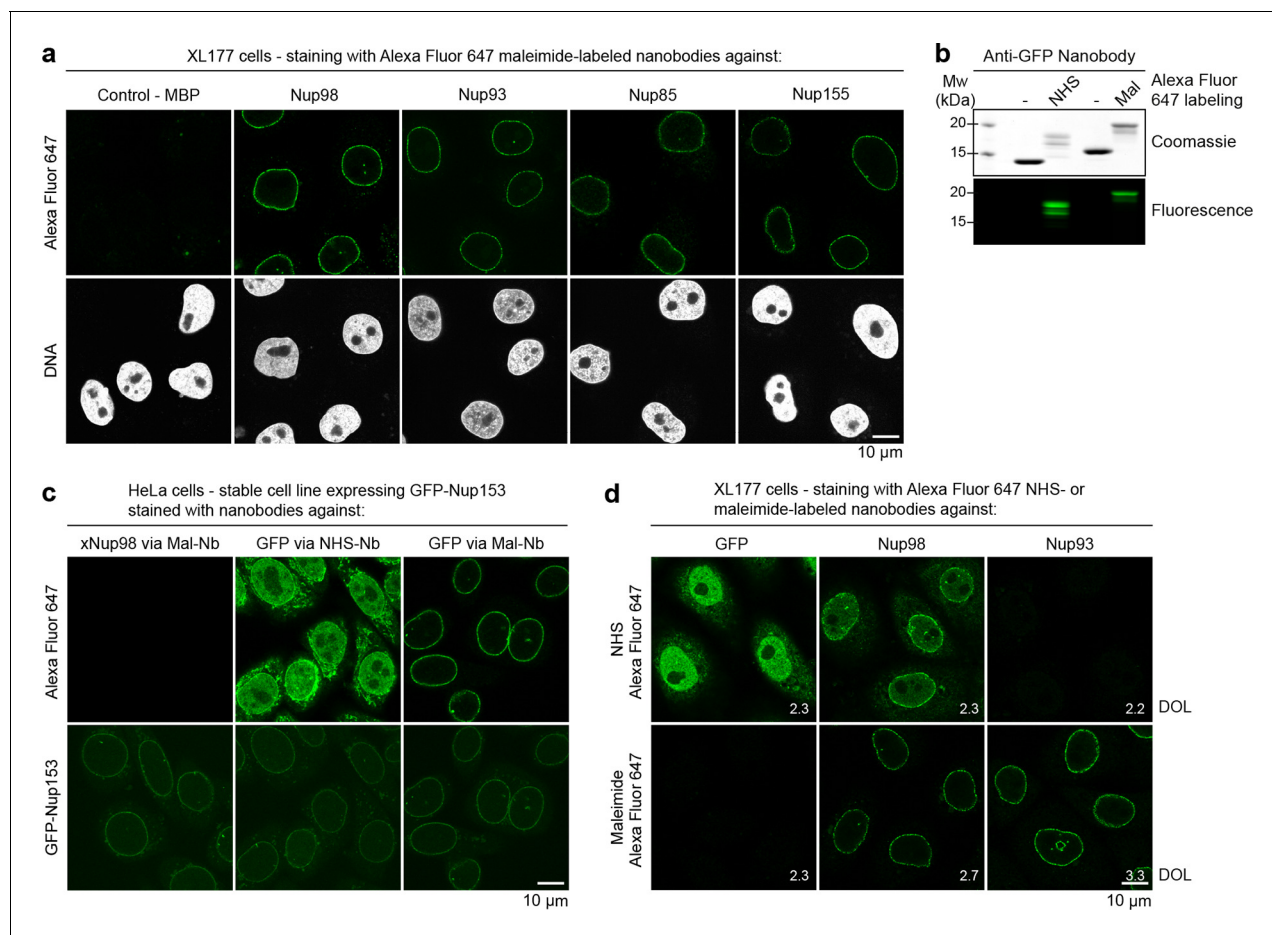 a
XL177 cells - staining with Alexa Fluor 647 maleimide-labeled nanobodies against:
Control - MBP
Nup98
Nup93
Nup85
Nup155
Alexa Fluor 647
DNA
10 µm
b
Anti-GFP Nanobody
Mw
(kDa)
-
NHS
-
Mal
Alexa Fluor
647 labeling
20
15
Coomassie
20
15
Fluorescence
c
HeLa cells - stable cell line expressing GFP-Nup153
stained with nanobodies against:
xNup98 via Mal-Nb
GFP via NHS-Nb
GFP via Mal-Nb
Alexa Fluor 647
GFP-Nup153
10 µm
d
XL177 cells - staining with Alexa Fluor 647 NHS- or
maleimide-labeled nanobodies against:
GFP
Nup98
Nup93
NHS
Alexa Fluor 647
2.3
2.3
2.2
DOL
Maleimide
Alexa Fluor 647
2.3
2.7
3.3
DOL
10 µm